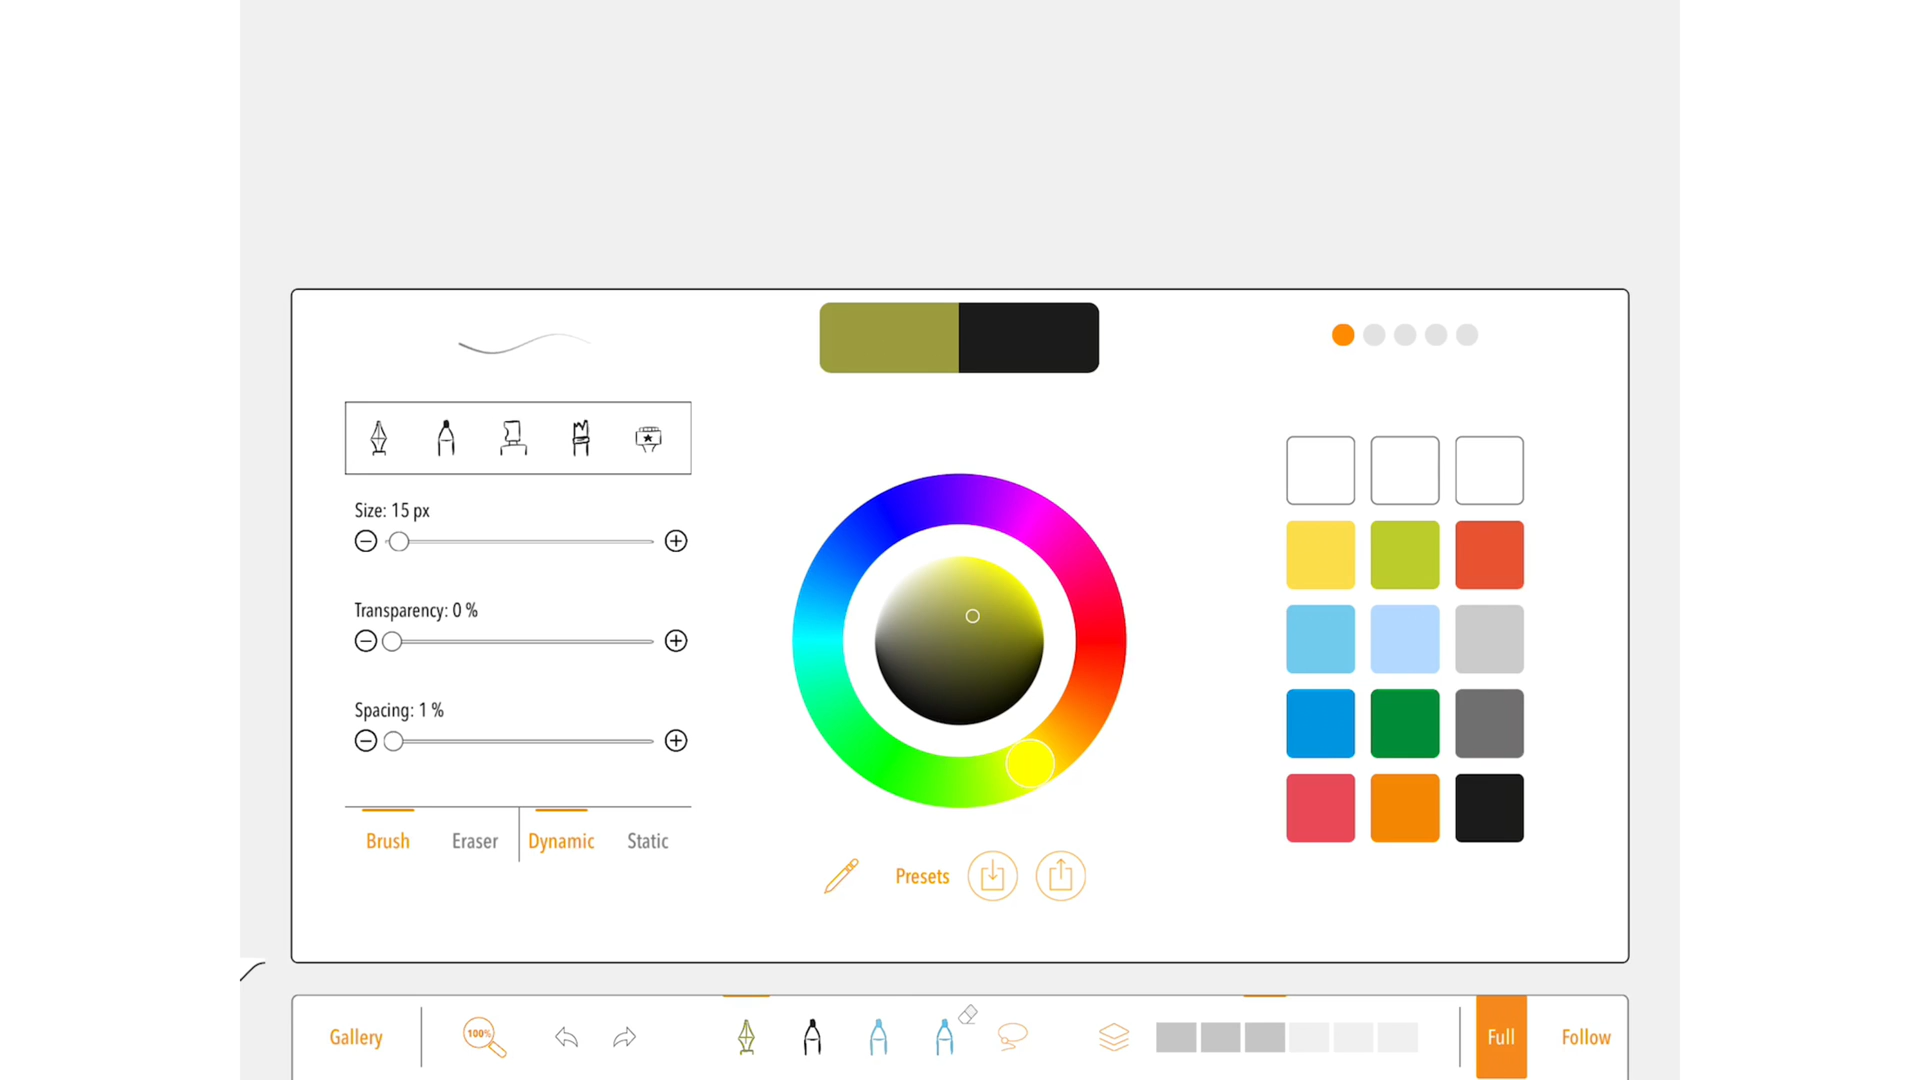 Size: 15 px
Transparency: 0 %
Spacing: 1 %
Brush Eraser Dynamic Static
Presets
Gallery 100% Full Follow